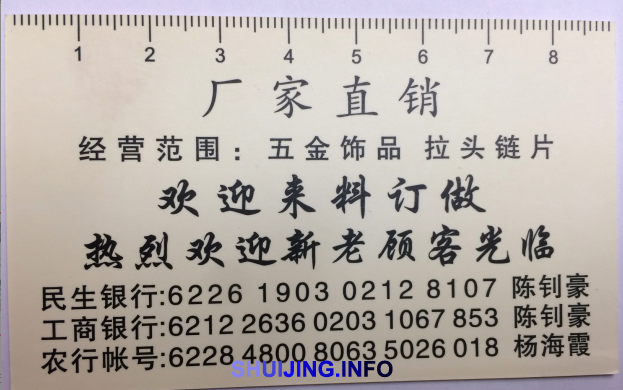 1 2 3 4 5 6 7 8
厂家直销
经营范围：五金饰品 拉头链片
欢迎来料订做
热烈欢迎新老顾客光临
民生银行:6226 1903 0212 8107 陈钊豪
工商银行:6212 2636 0203 1067 853 陈钊豪
农行帐号:6228 4800 8063 5026 018 杨海霞
SHUIJING.INFO